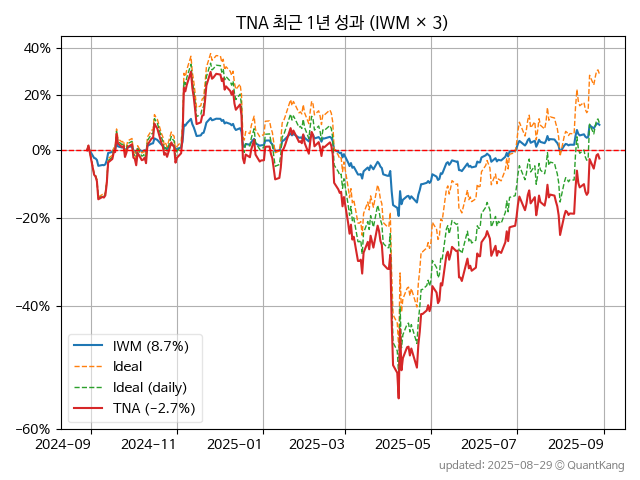 TNA 최근 1년 성과 (IWM × 3)
40%
20%
0%
−20%
−40%
−60%
IWM (8.7%)
Ideal
Ideal (daily)
TNA (−2.7%)
2024-09 2024-11 2025-01 2025-03 2025-05 2025-07 2025-09
updated: 2025-08-29 © QuantKang